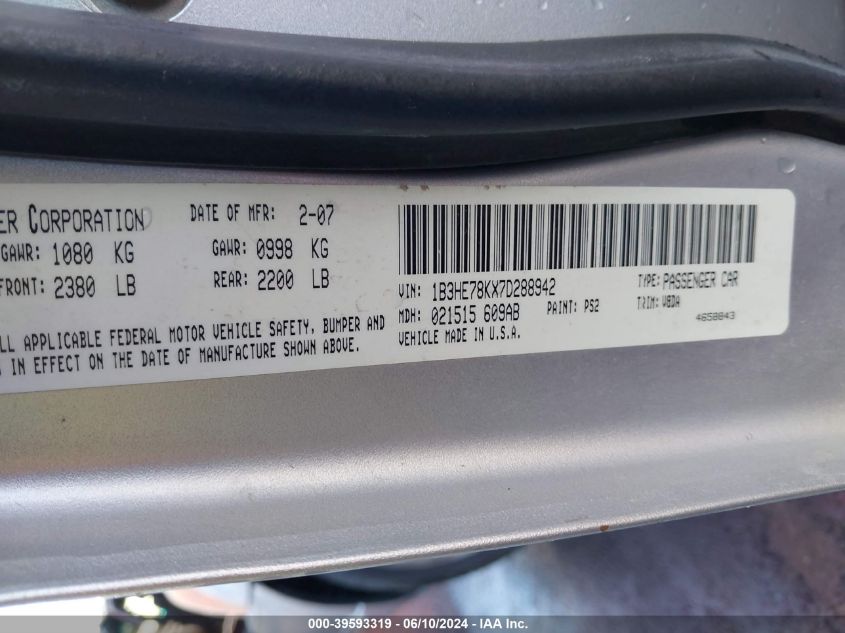 ER CORPORATION DATE OF MFR: 2-07
GAWR: 1080 KG GAWR: 0998 KG
FRONT: 2380 LB REAR: 2200 LB
LL APPLICABLE FEDERAL MOTOR VEHICLE SAFETY, BUMPER AND
IN EFFECT ON THE DATE OF MANUFACTURE SHOWN ABOVE.
VIN: 1B3HE78KX7D288942 TYPE: PASSENGER CAR
MDH: 021515 609AB PAINT: PS2 TRIM: V8DA
VEHICLE MADE IN U.S.A. 4658843
000-39593319 - 06/10/2024 - IAA Inc.